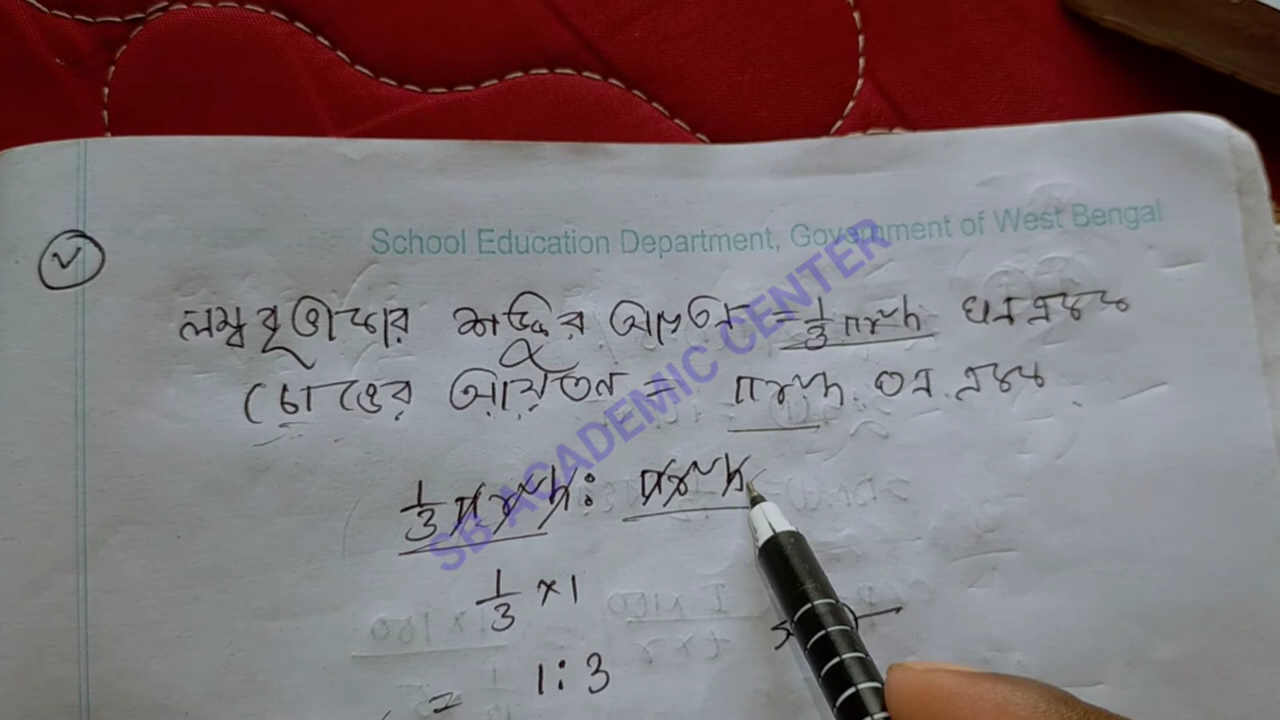 School Education Department, Government of West Bengal
লম্ব বৃত্তাকার শঙ্কুর আয়তন = 1/3 πr²h ঘন একক
চোঙের আয়তন = πr²h ঘন একক
1/3 πr²h : πr²h
1/3 × 1
= 1 : 3
SB ACADEMIC CENTER